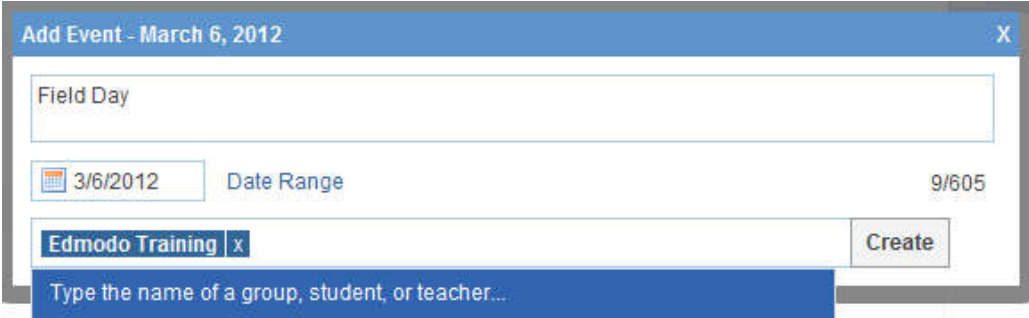 Add Event - March 6, 2012 X
Field Day
3/6/2012 Date Range 9/605
Edmodo Training x Create
Type the name of a group, student, or teacher...